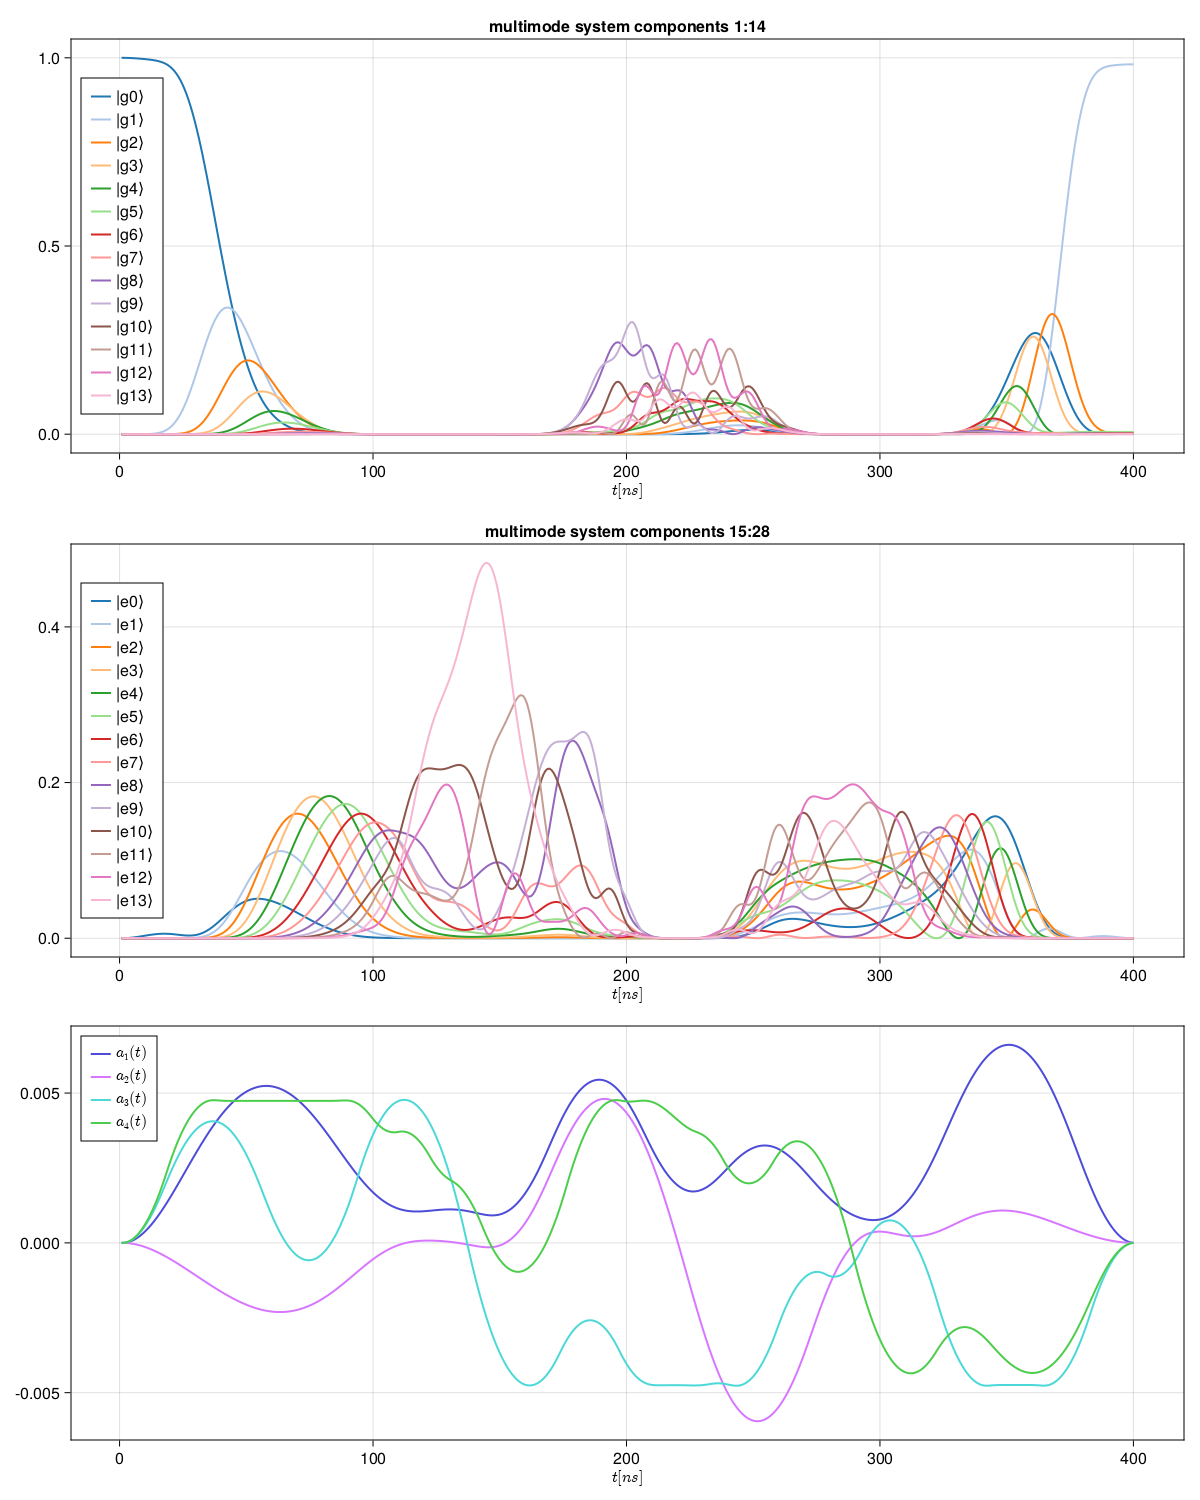 multimode system components 1:14
1.0
0.5
0.0
|g0⟩
|g1⟩
|g2⟩
|g3⟩
|g4⟩
|g5⟩
|g6⟩
|g7⟩
|g8⟩
|g9⟩
|g10⟩
|g11⟩
|g12⟩
|g13⟩
0 100 200 300 400
t[ns]
multimode system components 15:28
0.4
0.2
0.0
|e0⟩
|e1⟩
|e2⟩
|e3⟩
|e4⟩
|e5⟩
|e6⟩
|e7⟩
|e8⟩
|e9⟩
|e10⟩
|e11⟩
|e12⟩
|e13⟩
0 100 200 300 400
t[ns]
0.005
0.000
-0.005
a₁(t)
a₂(t)
a₃(t)
a₄(t)
0 100 200 300 400
t[ns]